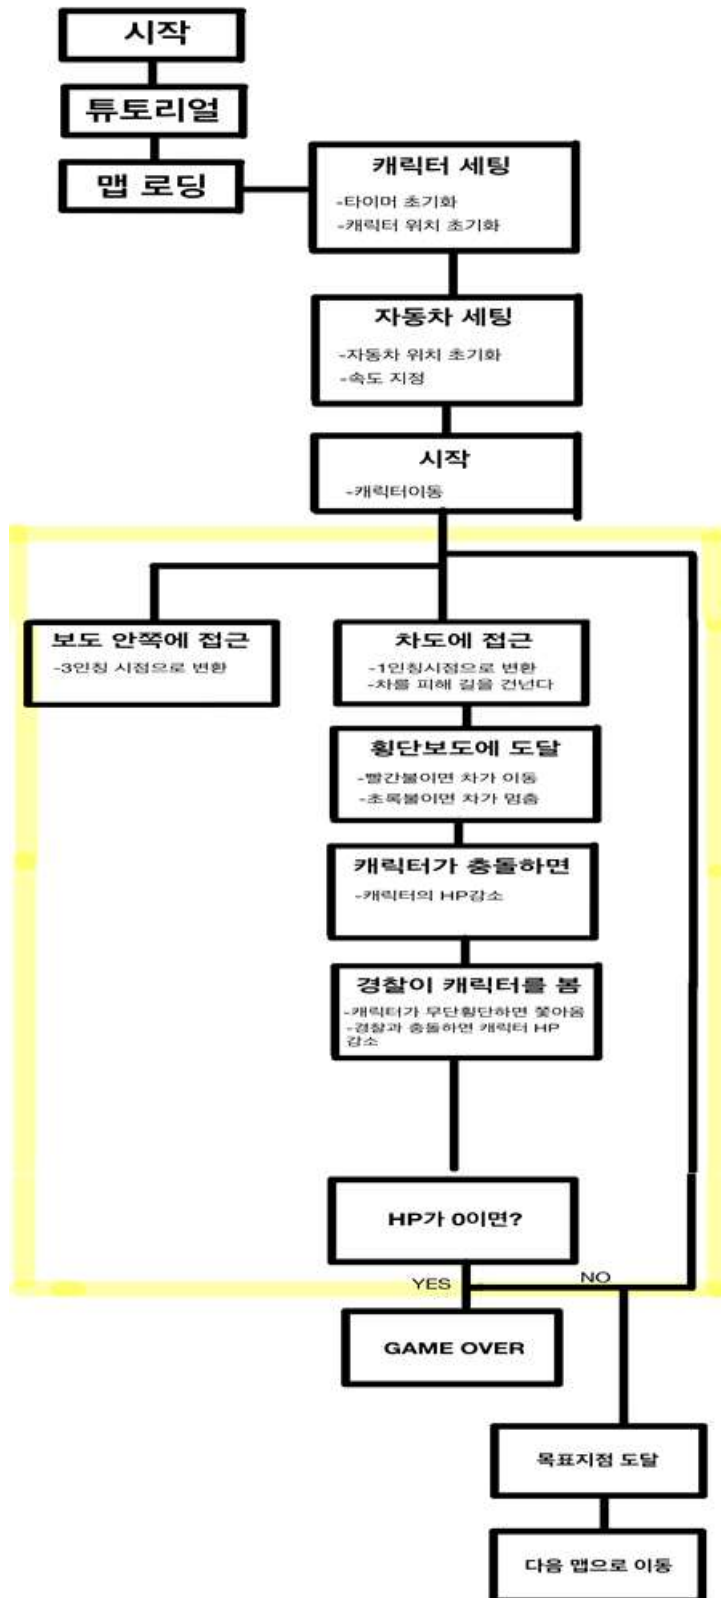 시작
튜토리얼
맵 로딩
캐릭터 세팅
-타이머 초기화
-캐릭터 위치 초기화
자동차 세팅
-자동차 위치 초기화
-속도 지정
시작
-캐릭터이동
보도 안쪽에 접근
-3인칭 시점으로 변환
차도에 접근
-1인칭시점으로 변환
-차를 피해 길을 건넌다
횡단보도에 도달
-빨간불이면 차가 이동
-초록불이면 차가 멈춤
캐릭터가 충돌하면
-캐릭터의 HP감소
경찰이 캐릭터를 봄
-캐릭터가 무단횡단하면 쫓아옴
-경찰과 충돌하면 캐릭터 HP
감소
HP가 0이면?
YES
NO
GAME OVER
목표지점 도달
다음 맵으로 이동